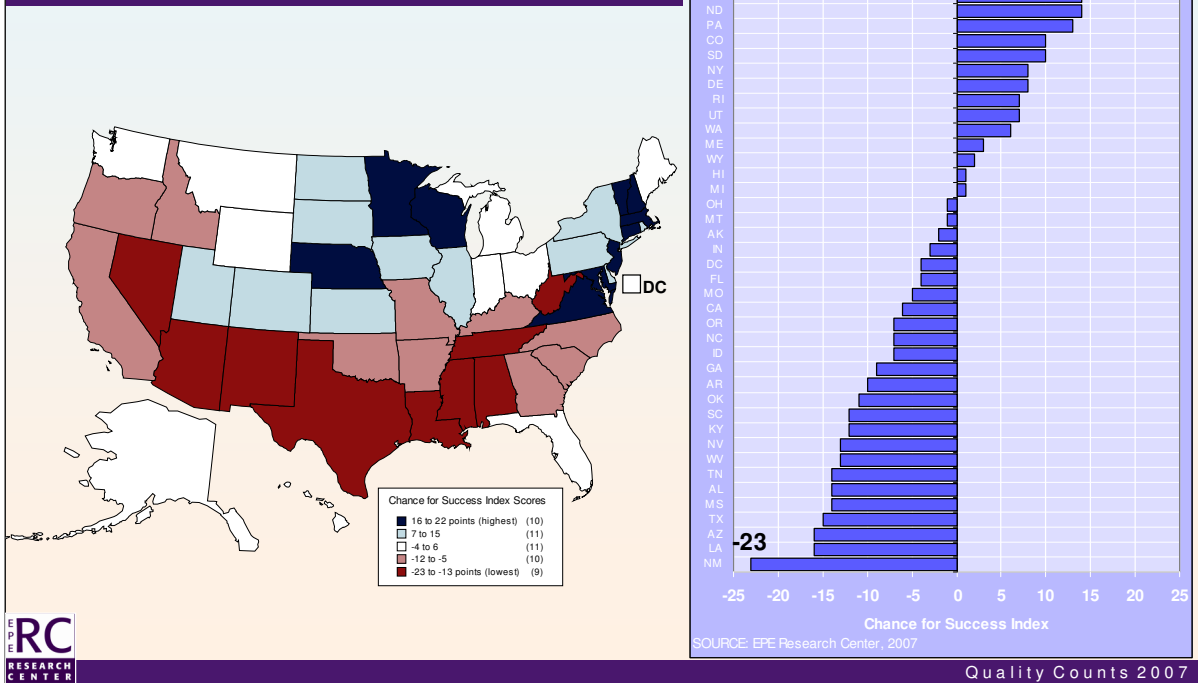 DC
Chance for Success Index Scores
16 to 22 points (highest) (10)
7 to 15 (11)
-4 to 6 (11)
-12 to -5 (10)
-23 to -13 points (lowest) (9)
ND
PA
CO
SD
NY
DE
RI
UT
WA
ME
WY
HI
MI
OH
MT
AK
IN
DC
FL
MO
CA
OR
NC
ID
GA
AR
OK
SC
KY
NV
WV
TN
AL
MS
TX
AZ
LA
NM
-23
-25 -20 -15 -10 -5 0 5 10 15 20 25
Chance for Success Index
SOURCE: EPE Research Center, 2007
EPE
RC
RESEARCH
CENTER
Quality Counts 2007